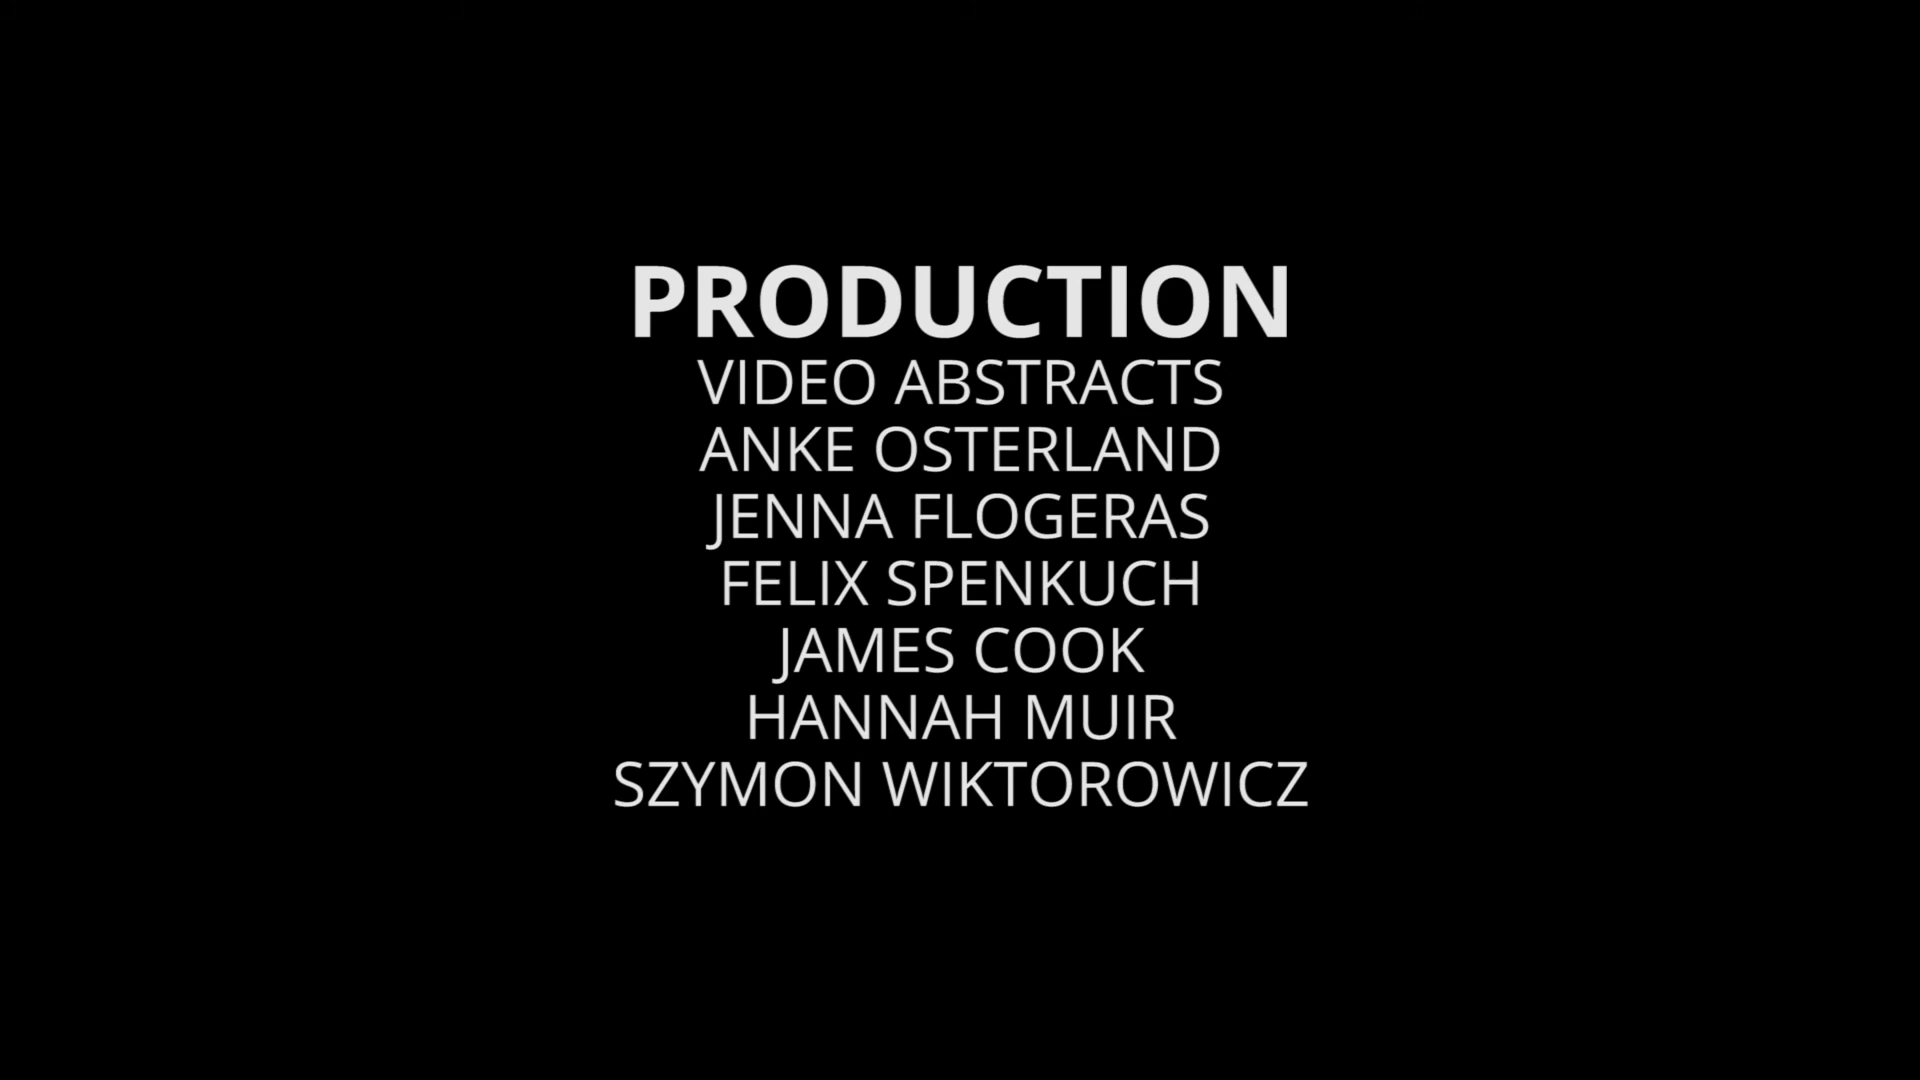 PRODUCTION
VIDEO ABSTRACTS
ANKE OSTERLAND
JENNA FLOGERAS
FELIX SPENKUCH
JAMES COOK
HANNAH MUIR
SZYMON WIKTOROWICZ